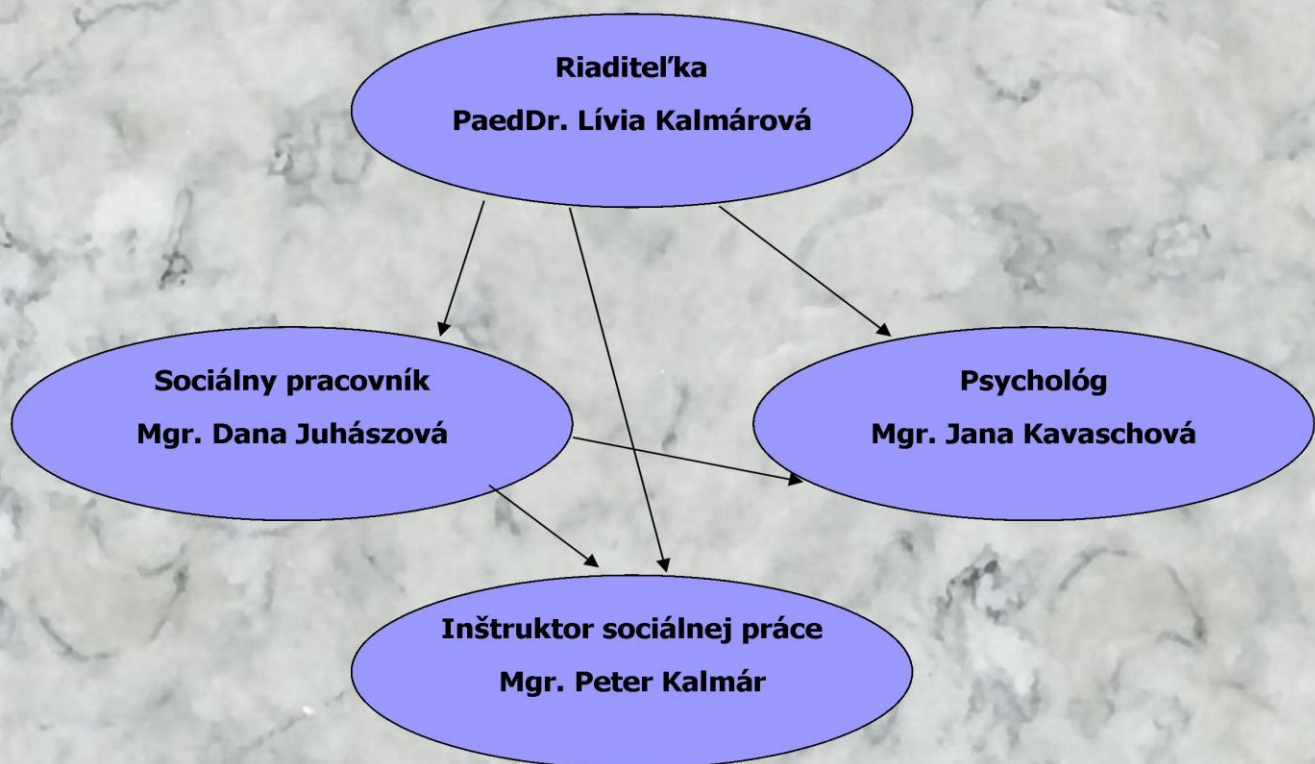 Riaditeľka
PaedDr. Lívia Kalmárová
Sociálny pracovník
Mgr. Dana Juhászová
Psychológ
Mgr. Jana Kavaschová
Inštruktor sociálnej práce
Mgr. Peter Kalmár